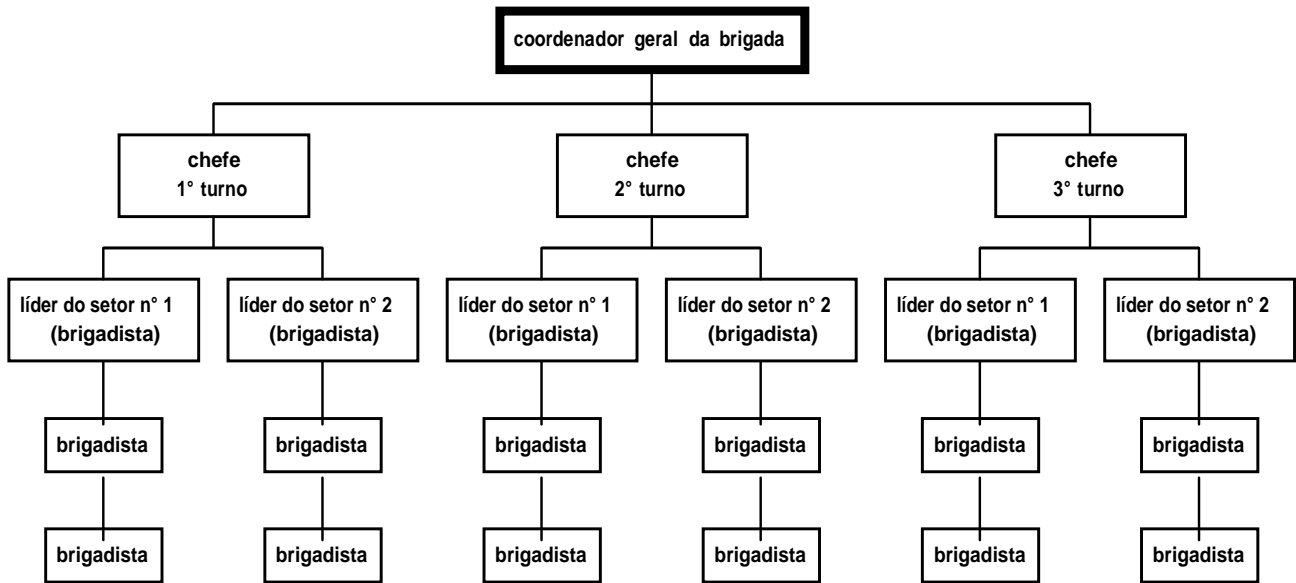 coordenador geral da brigada
chefe
1° turno
chefe
2° turno
chefe
3° turno
líder do setor n° 1
(brigadista)
líder do setor n° 2
(brigadista)
líder do setor n° 1
(brigadista)
líder do setor n° 2
(brigadista)
líder do setor n° 1
(brigadista)
líder do setor n° 2
(brigadista)
brigadista
brigadista
brigadista
brigadista
brigadista
brigadista
brigadista
brigadista
brigadista
brigadista
brigadista
brigadista